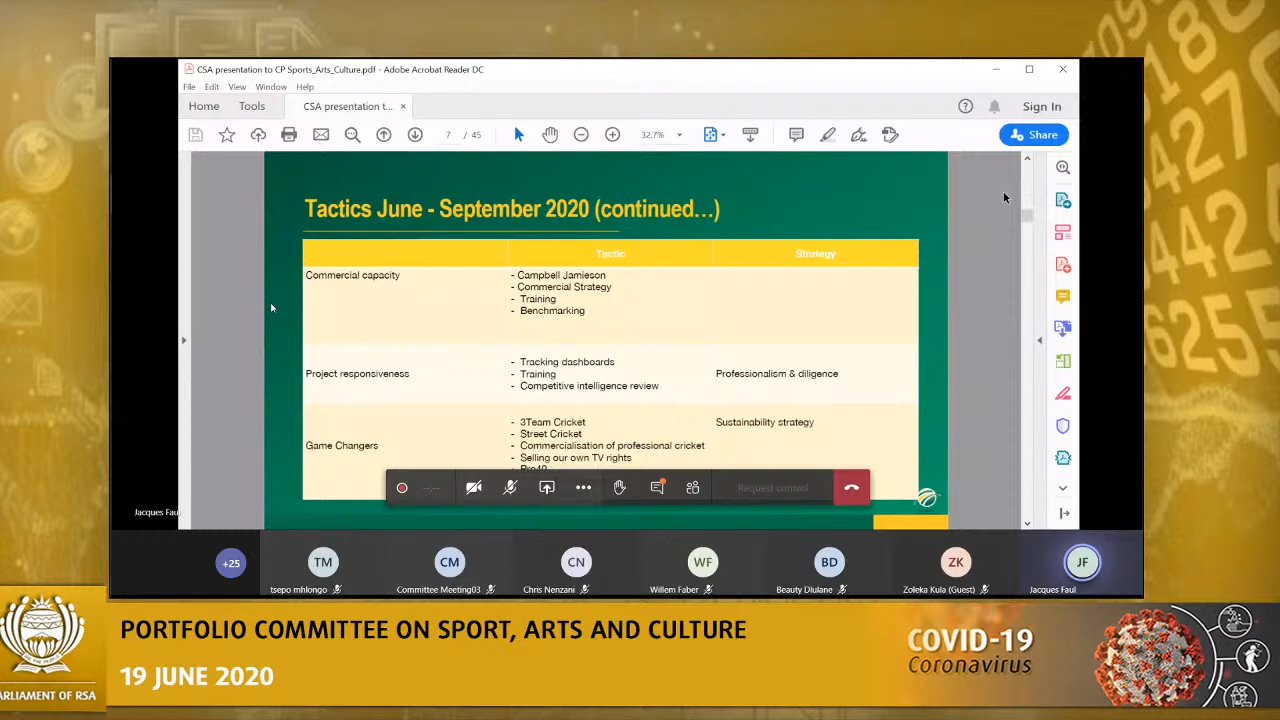 CSA presentation to CP Sports_Arts_Culture.pdf - Adobe Acrobat Reader DC
File Edit View Window Help
Home Tools CSA presentation t... × Sign In
7 / 45 32,7% Share
Tactics June - September 2020 (continued…)
Tactic Strategy
Commercial capacity
- Campbell Jamieson
- Commercial Strategy
- Training
- Benchmarking
Project responsiveness
- Tracking dashboards
- Training
- Competitive intelligence review
Professionalism & diligence
Game Changers
- 3Team Cricket
- Street Cricket
- Commercialisation of professional cricket
- Selling our own TV rights
- Pro40
Sustainability strategy
Request control
Jacques Fau
+25 TM CM CN WF BD ZK JF
tsepo mhlongo Committee Meeting03 Chris Nenzani Willem Faber Beauty Dlulane Zoleka Kula (Guest) Jacques Faul
PORTFOLIO COMMITTEE ON SPORT, ARTS AND CULTURE
19 JUNE 2020
COVID-19
Coronavirus
ARLIAMENT OF RSA